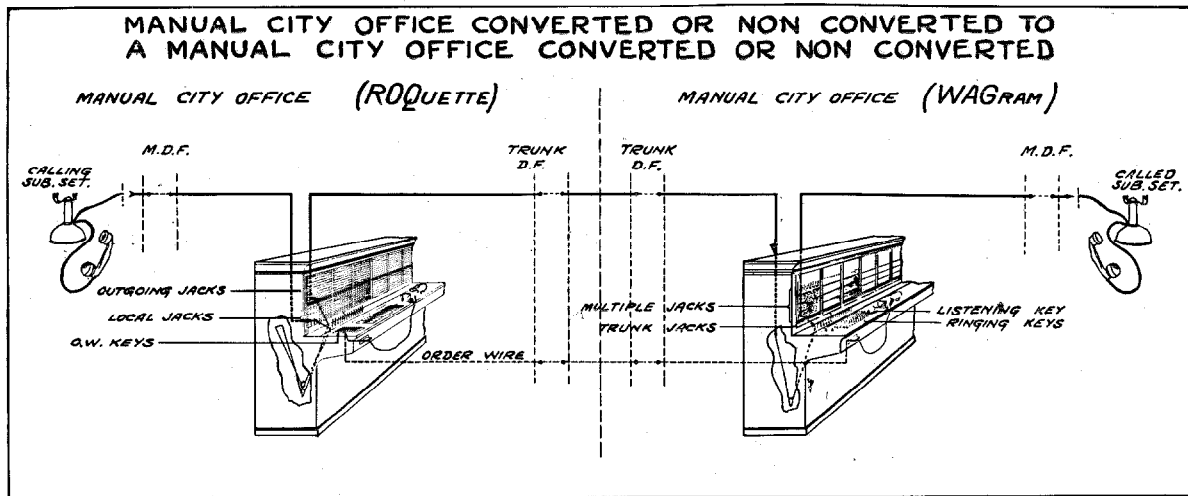 MANUAL CITY OFFICE CONVERTED OR NON CONVERTED TO
A MANUAL CITY OFFICE CONVERTED OR NON CONVERTED
MANUAL CITY OFFICE (ROQUETTE)
MANUAL CITY OFFICE (WAGRAM)
CALLING
SUB. SET.
M.D.F.
TRUNK
D.F.
TRUNK
D.F.
M.D.F.
CALLED
SUB. SET.
OUTGOING JACKS
LOCAL JACKS
O.W. KEYS
ORDER WIRE
MULTIPLE JACKS
TRUNK JACKS
LISTENING KEY
RINGING KEYS